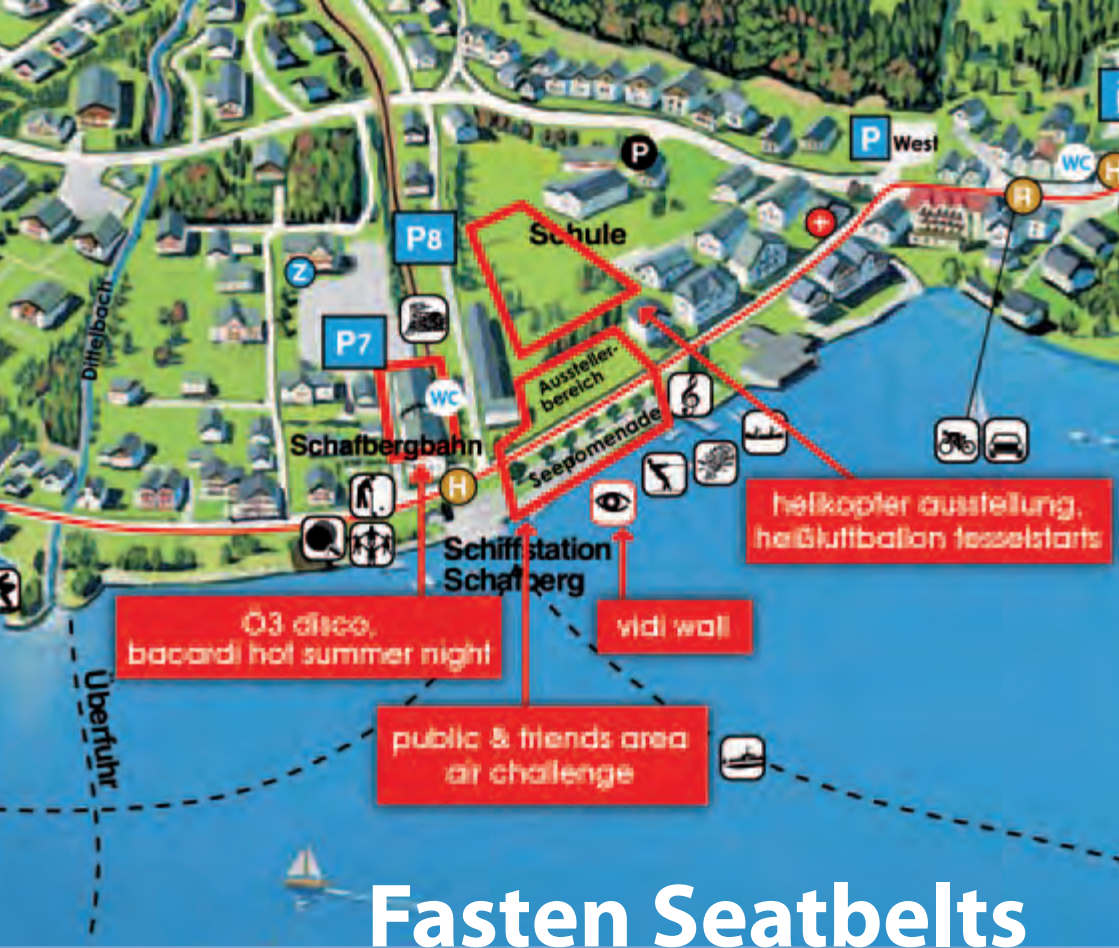 P
West
WC
H
H
P
Schule
P8
Z
P7
WC
Dittelbach
Aussteller-
bereich
Seepomenade
Schafbergbahn
H
Schiffstation
Schafberg
helikopter ausstellung,
heißluftballon fesselstarts
Ö3 disco,
bacardi hot summer night
vidi wall
Überfuhr
public & friends area
air challenge
Fasten Seatbelts